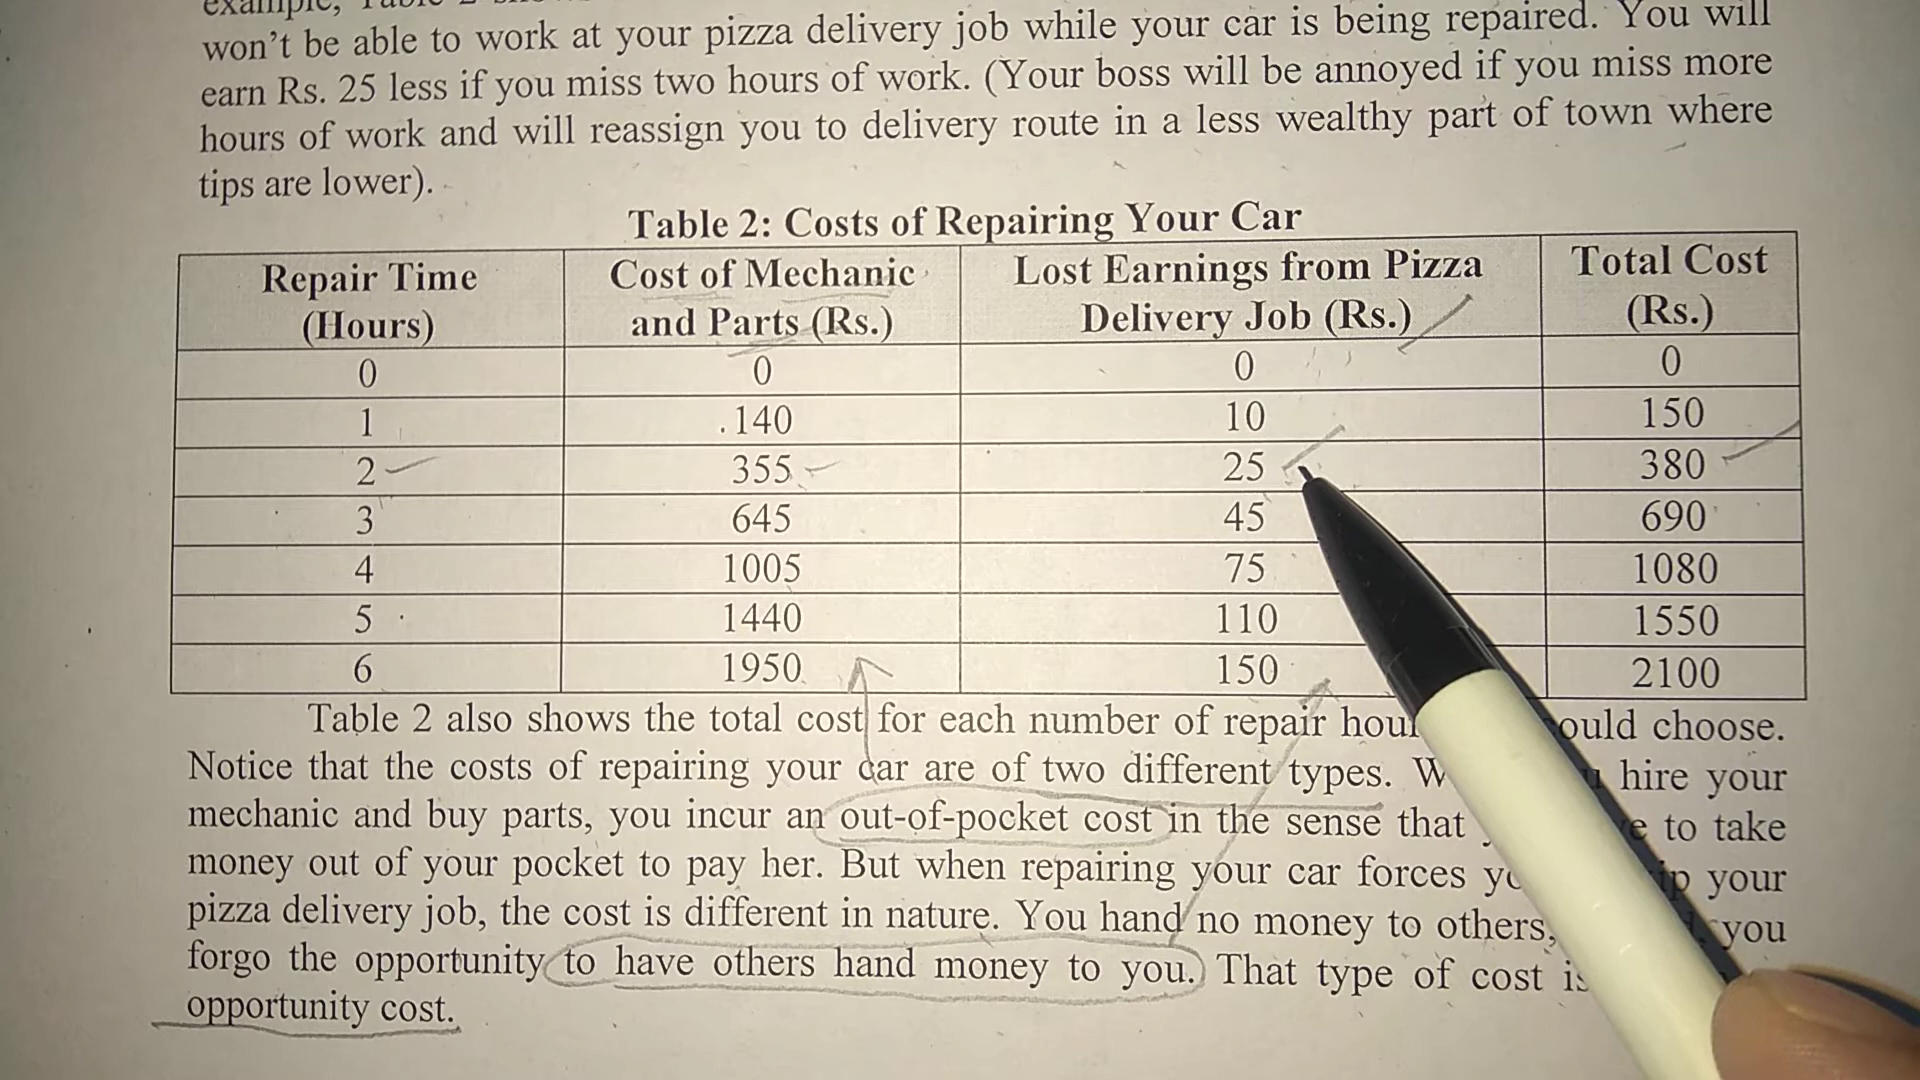 won't be able to work at your pizza delivery job while your car is being repaired. You will
earn Rs. 25 less if you miss two hours of work. (Your boss will be annoyed if you miss more
hours of work and will reassign you to delivery route in a less wealthy part of town where
tips are lower).
Table 2: Costs of Repairing Your Car
Repair Time (Hours) Cost of Mechanic and Parts (Rs.) Lost Earnings from Pizza Delivery Job (Rs.) Total Cost (Rs.)
0 0 0 0
1 140 10 150
2 355 25 380
3 645 45 690
4 1005 75 1080
5 1440 110 1550
6 1950 150 2100
Table 2 also shows the total cost for each number of repair could choose.
Notice that the costs of repairing your car are of two different types. hire your
mechanic and buy parts, you incur an out-of-pocket cost in the sense that to take
money out of your pocket to pay her. But when repairing your car forces your
pizza delivery job, the cost is different in nature. You hand no money to others, you
forgo the opportunity to have others hand money to you. That type of cost is
opportunity cost.